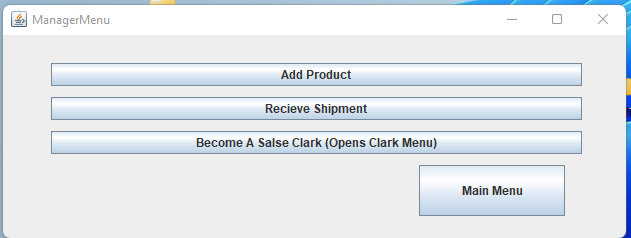 ManagerMenu
Add Product
Recieve Shipment
Become A Salse Clark (Opens Clark Menu)
Main Menu